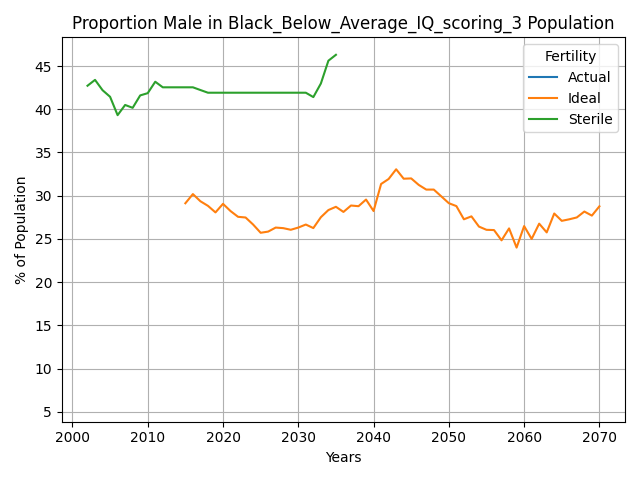 Proportion Male in Black_Below_Average_IQ_scoring_3 Population
Fertility
Actual
Ideal
Sterile
% of Population
45
40
35
30
25
20
15
10
5
2000 2010 2020 2030 2040 2050 2060 2070
Years